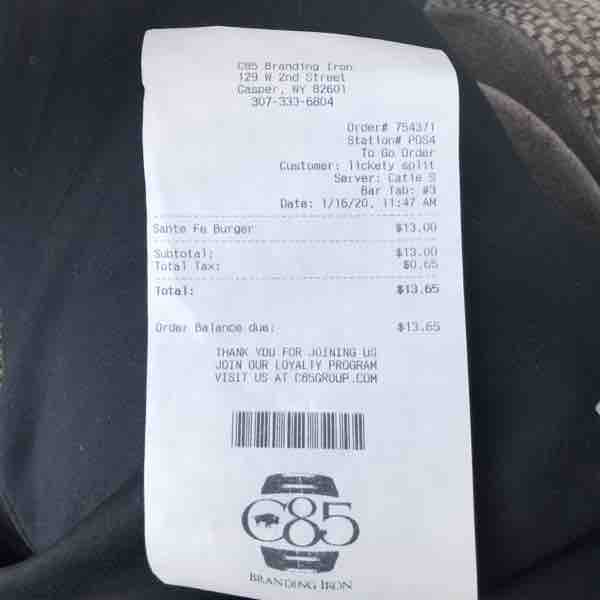 C85 Branding Iron
129 W 2nd Street
Casper, WY 82601
307-333-6804
Order# 754371
Station# POS4
To Go Order
Customer: lickety split
Server: Catie S
Bar Tab: #3
Date: 1/16/20, 11:47 AM
Santa Fe Burger $13.00
Subtotal: $13.00
Total Tax: $0.65
Total: $13.65
Order Balance due: $13.65
THANK YOU FOR JOINING US
JOIN OUR LOYALTY PROGRAM
VISIT US AT C85GROUP.COM
C85
BRANDING IRON